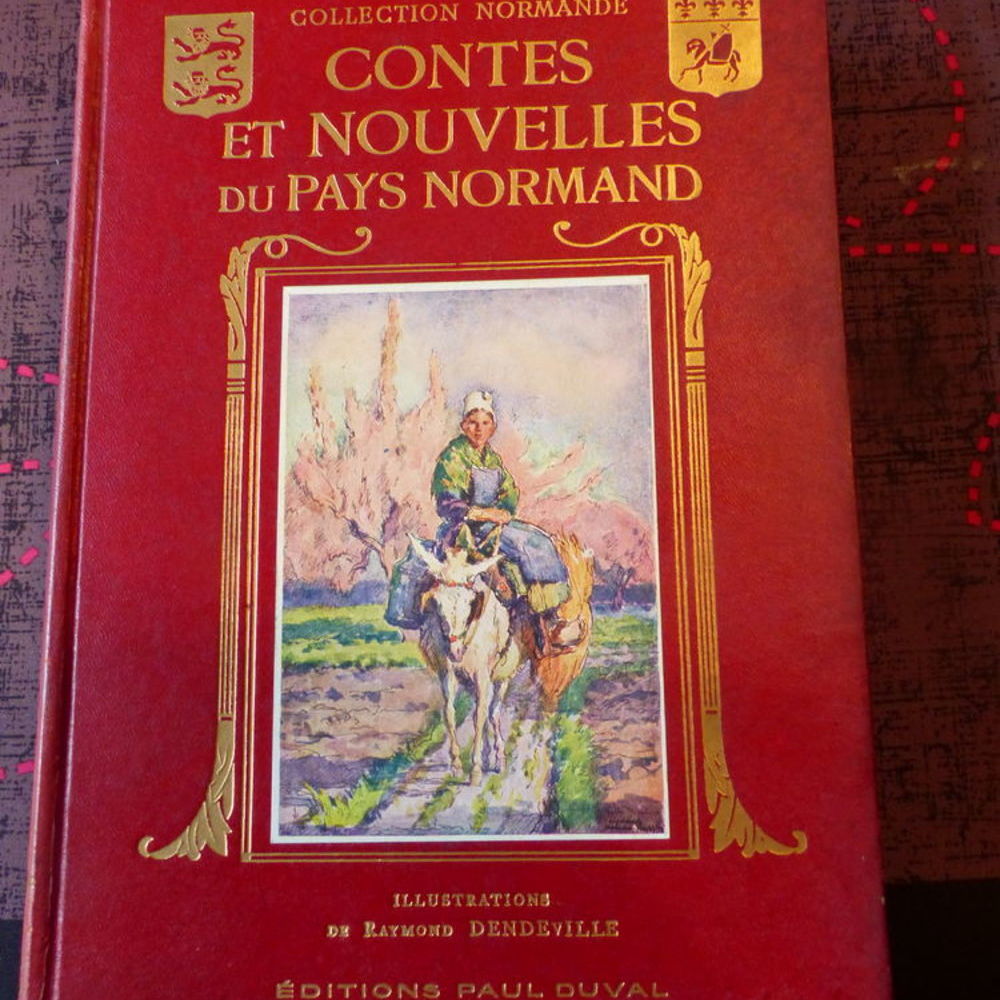 COLLECTION NORMANDE
CONTES
ET NOUVELLES
DU PAYS NORMAND
ILLUSTRATIONS
DE RAYMOND DENDEVILLE
ÉDITIONS PAUL DUVAL